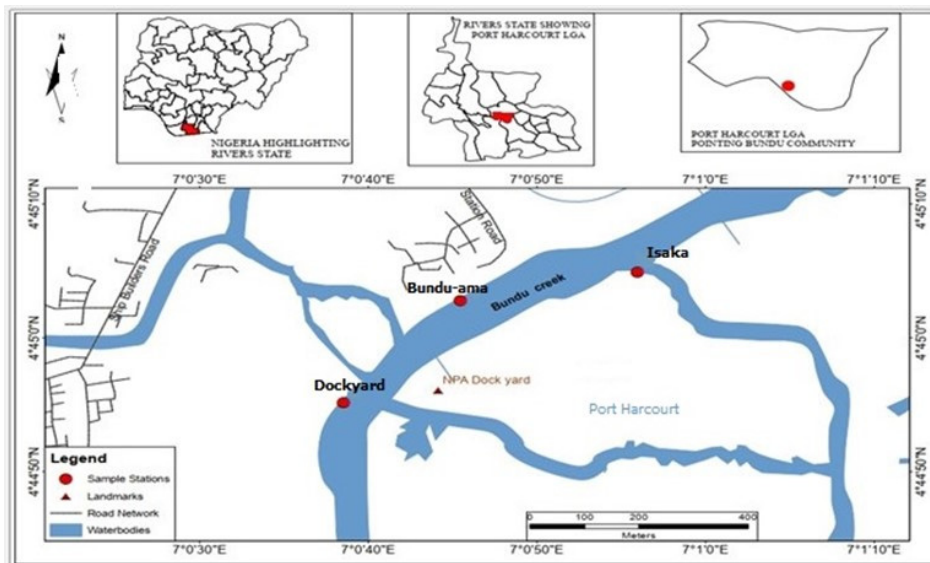 N
S
NIGERIA HIGHLIGHTING
RIVERS STATE
RIVERS STATE SHOWING
PORT HARCOURT LGA
PORT HARCOURT LGA
POINTING BUNDU COMMUNITY
7°0'30"E
7°0'40"E
7°0'50"E
7°1'0"E
7°1'10"E
4°45'10"N
4°45'10"N
Ship Builders Road
Station Road
Isaka
Bundu-ama
Bundu creek
4°45'0"N
4°45'0"N
Dockyard
NPA Dock yard
Port Harcourt
4°44'50"N
4°44'50"N
Legend
Sample Stations
Landmarks
Road Network
Waterbodies
0 100 200 400
Meters
7°0'30"E
7°0'40"E
7°0'50"E
7°1'0"E
7°1'10"E